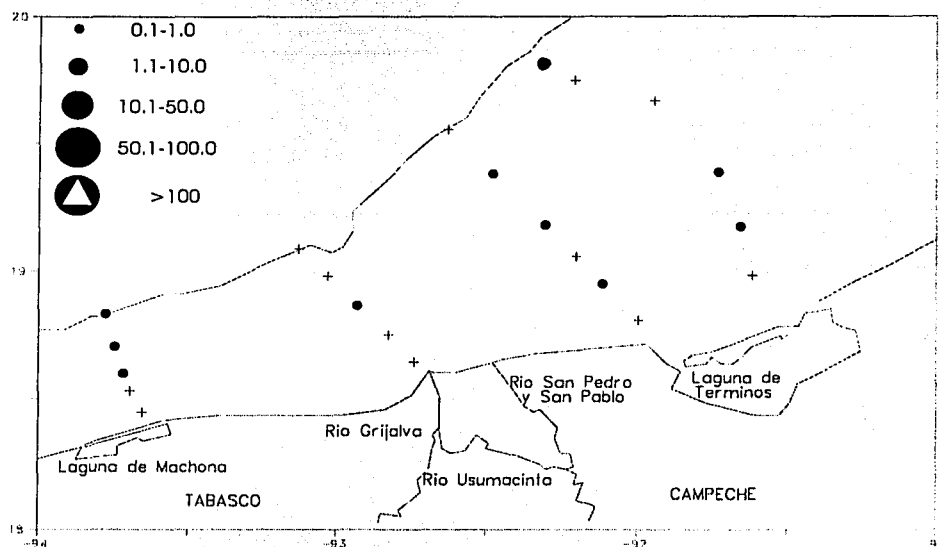 20
0.1-1.0
1.1-10.0
10.1-50.0
50.1-100.0
>100
19
Rio San Pedro
y San Pablo
Laguna de
Terminos
Rio Grijalva
Laguna de Machona
Rio Usumacinta
TABASCO
CAMPECHE
18
-94
-93
-92
9